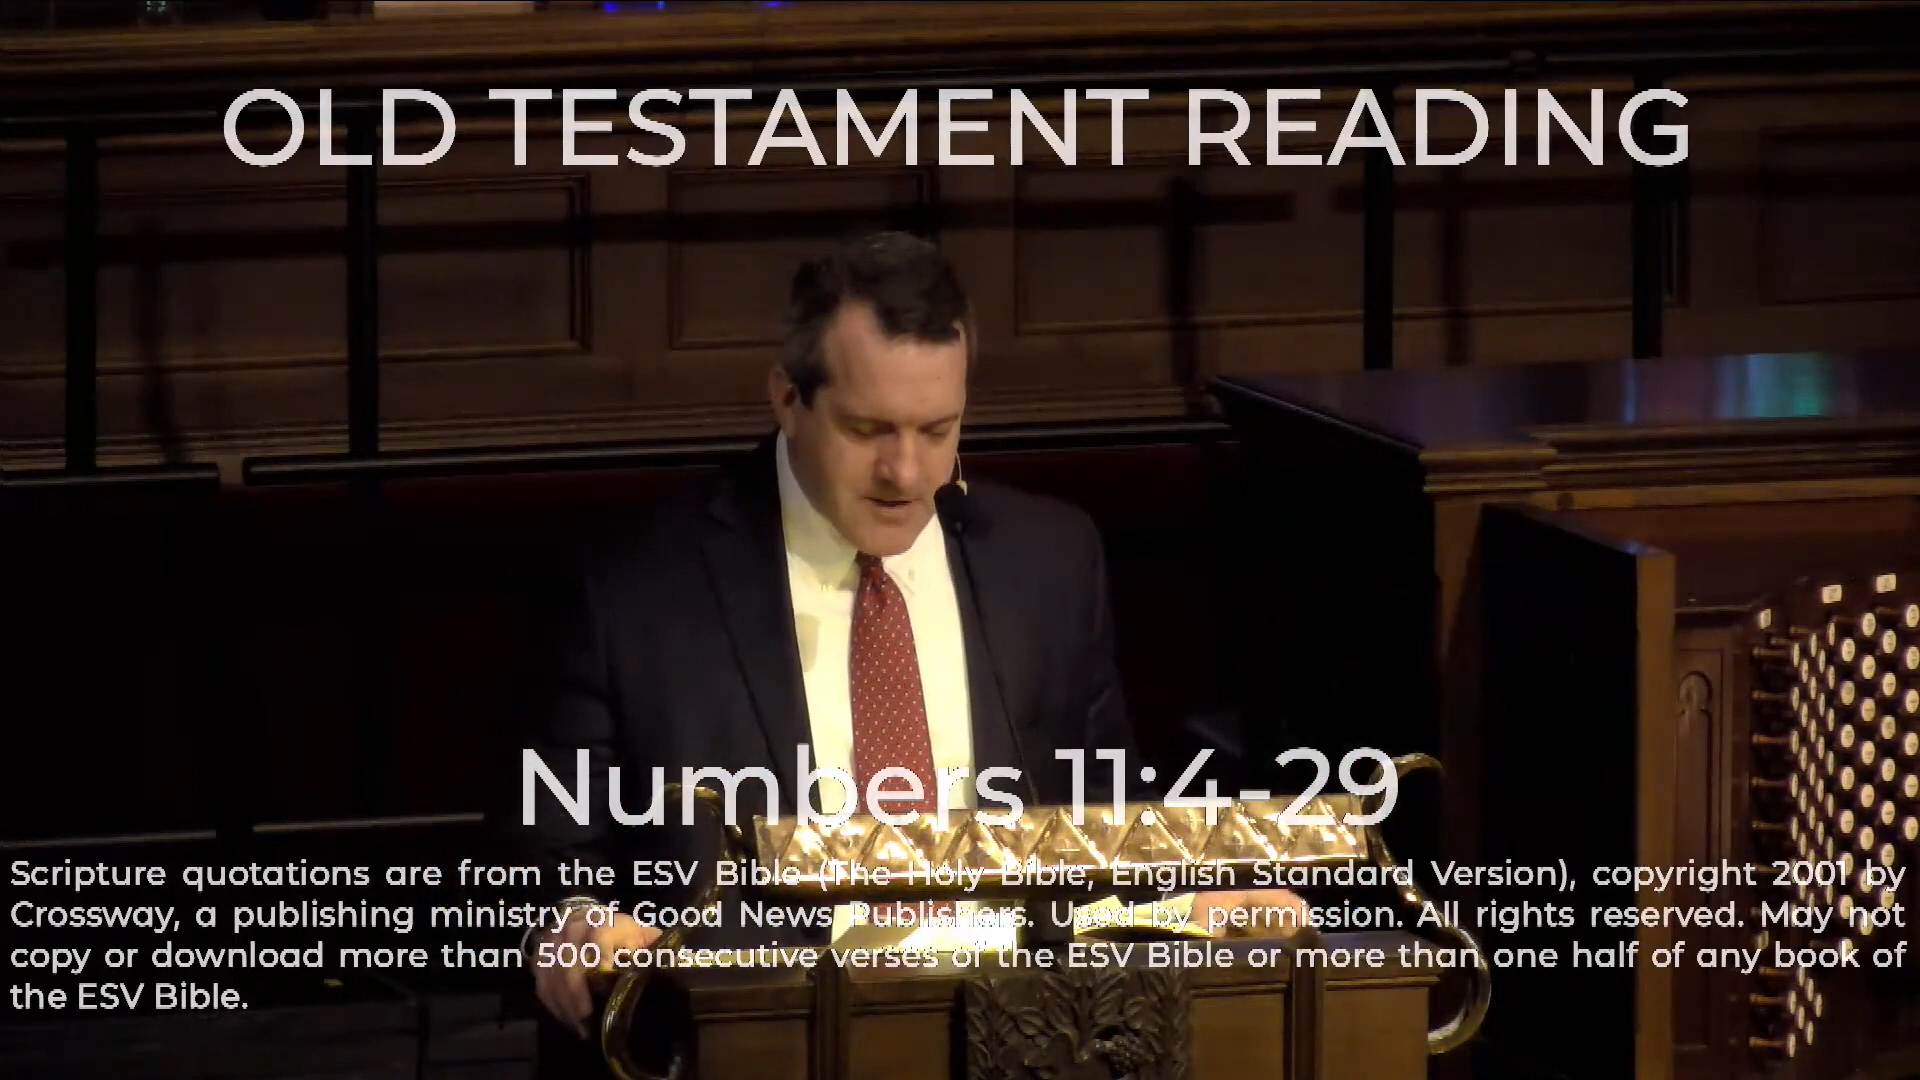 OLD TESTAMENT READING
Numbers 11:4-29
Scripture quotations are from the ESV Bible (The Holy Bible, English Standard Version), copyright 2001 by
Crossway, a publishing ministry of Good News Publishers. Used by permission. All rights reserved. May not
copy or download more than 500 consecutive verses of the ESV Bible or more than one half of any book of
the ESV Bible.